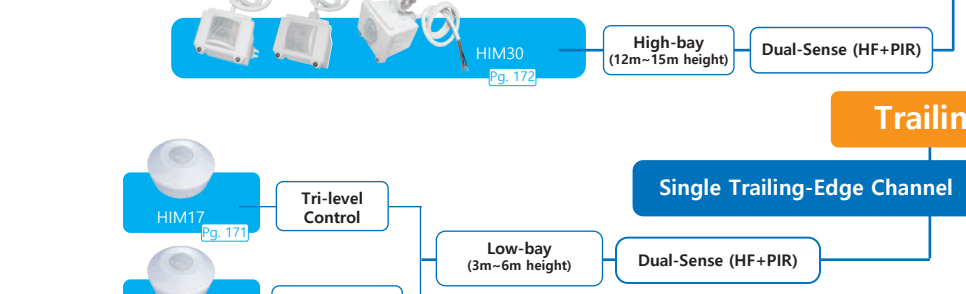 HIM30
Pg. 172
High-bay
(12m~15m height)
Dual-Sense (HF+PIR)
Trailin
Single Trailing-Edge Channel
HIM17
Pg. 171
Tri-level
Control
Low-bay
(3m~6m height)
Dual-Sense (HF+PIR)